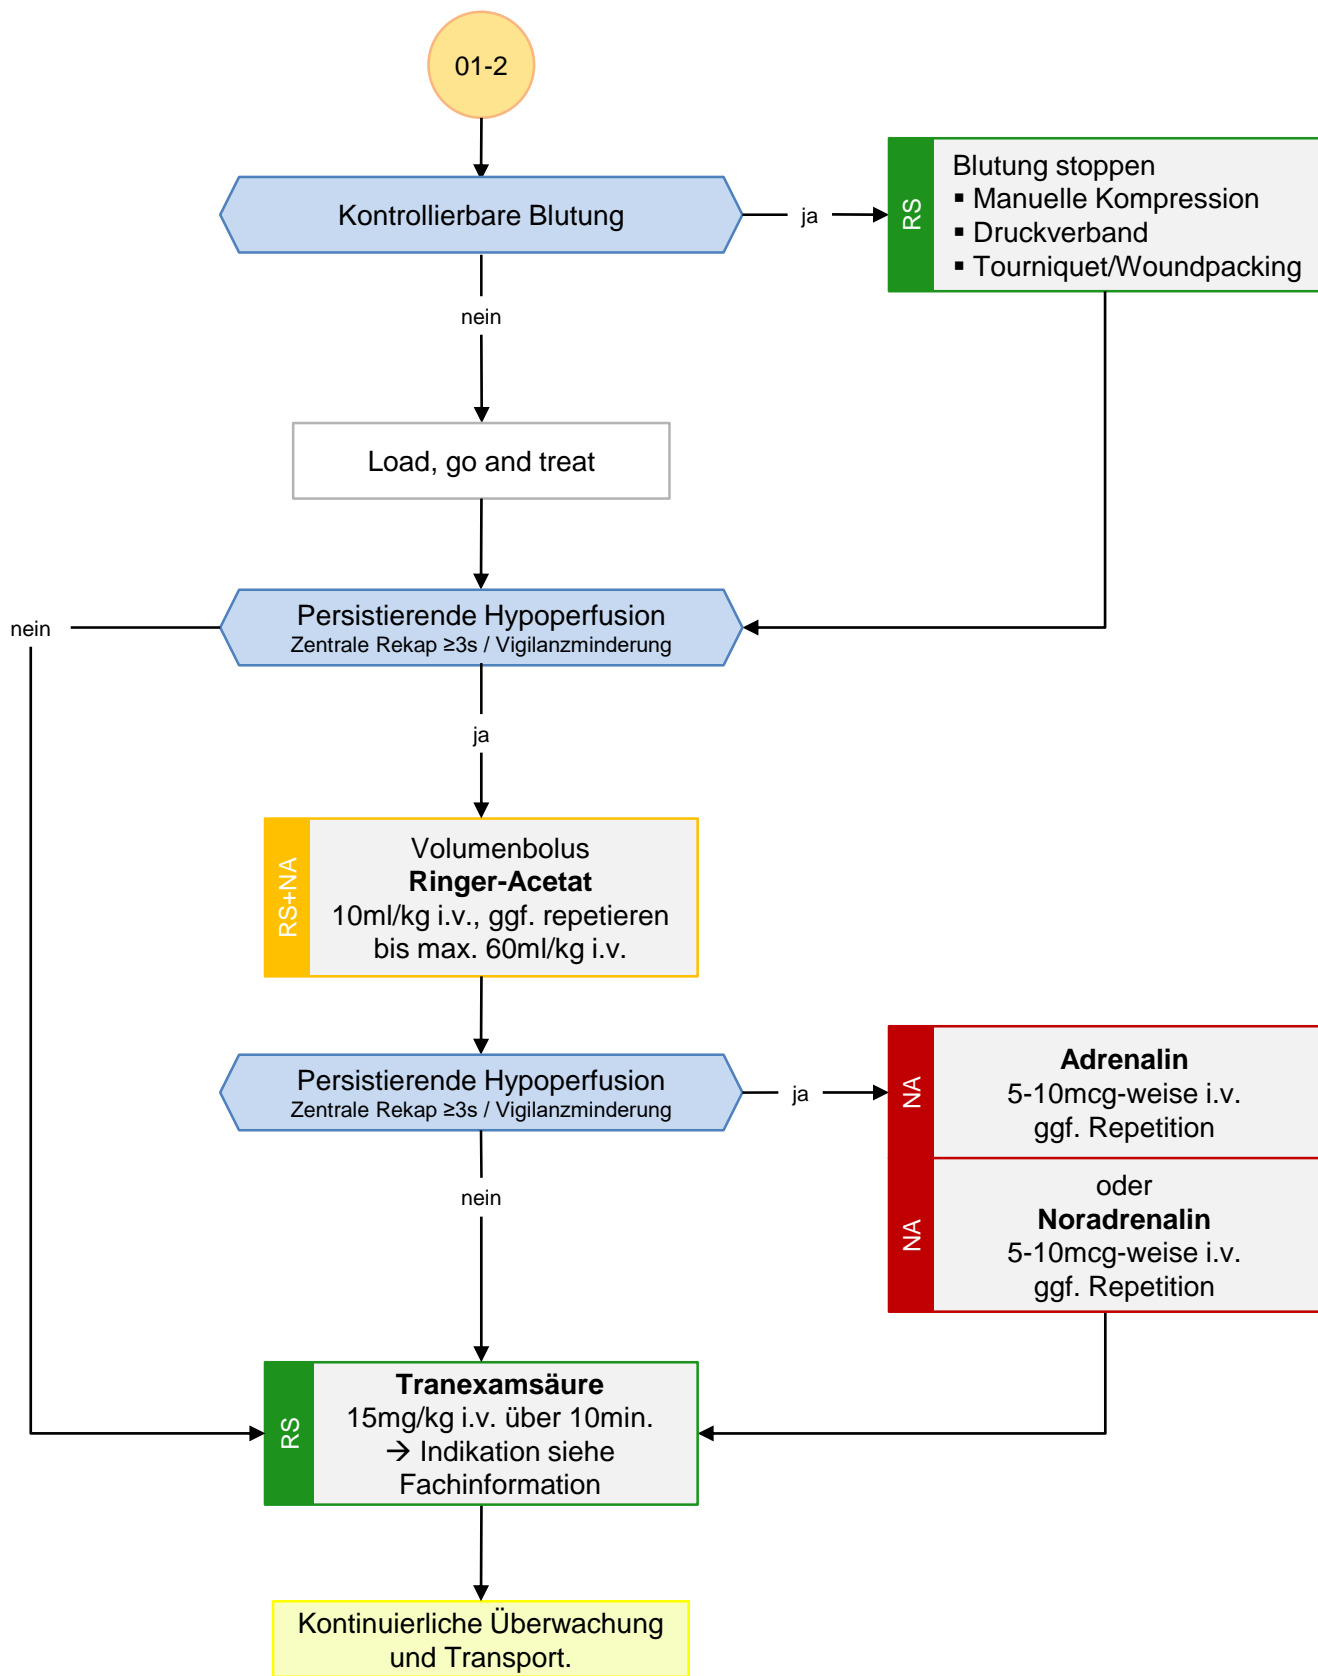 01-2
Kontrollierbare Blutung
ja
RS
Blutung stoppen
▪ Manuelle Kompression
▪ Druckverband
▪ Tourniquet/Woundpacking
nein
Load, go and treat
nein
Persistierende Hypoperfusion
Zentrale Rekap ≥3s / Vigilanzminderung
ja
RS+NA
Volumenbolus
Ringer-Acetat
10ml/kg i.v., ggf. repetieren
bis max. 60ml/kg i.v.
Persistierende Hypoperfusion
Zentrale Rekap ≥3s / Vigilanzminderung
ja
NA
Adrenalin
5-10mcg-weise i.v.
ggf. Repetition
NA
oder
Noradrenalin
5-10mcg-weise i.v.
ggf. Repetition
nein
RS
Tranexamsäure
15mg/kg i.v. über 10min.
→ Indikation siehe
Fachinformation
Kontinuierliche Überwachung
und Transport.